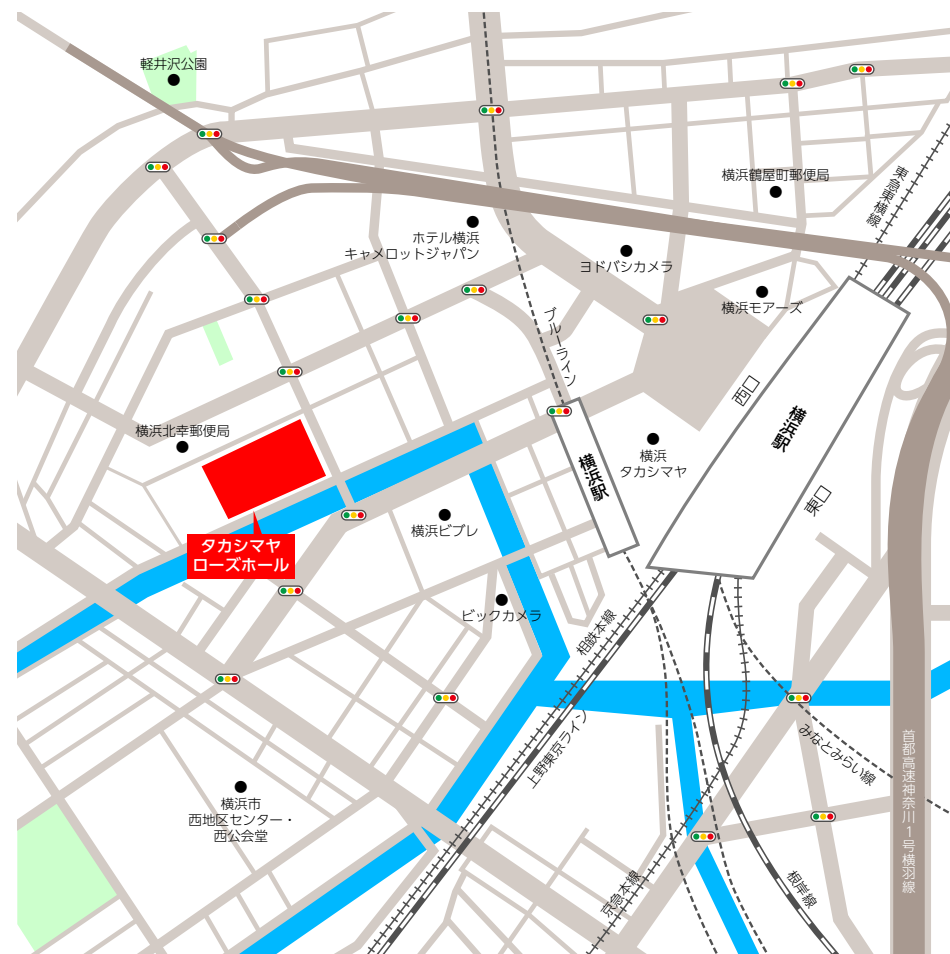 軽井沢公園
横浜鶴屋町郵便局
東急東横線
ホテル横浜
キャメロットジャパン
ヨドバシカメラ
横浜モアーズ
ブルーライン
西口
横浜駅
横浜北幸郵便局
横浜
タカシマヤ
横浜駅
東口
横浜ビブレ
タカシマヤ
ローズホール
ビックカメラ
相鉄本線
上野東京ライン
みなとみらい線
首都高速神奈川1号横羽線
横浜市
西地区センター・
西公会堂
京急本線
根岸線